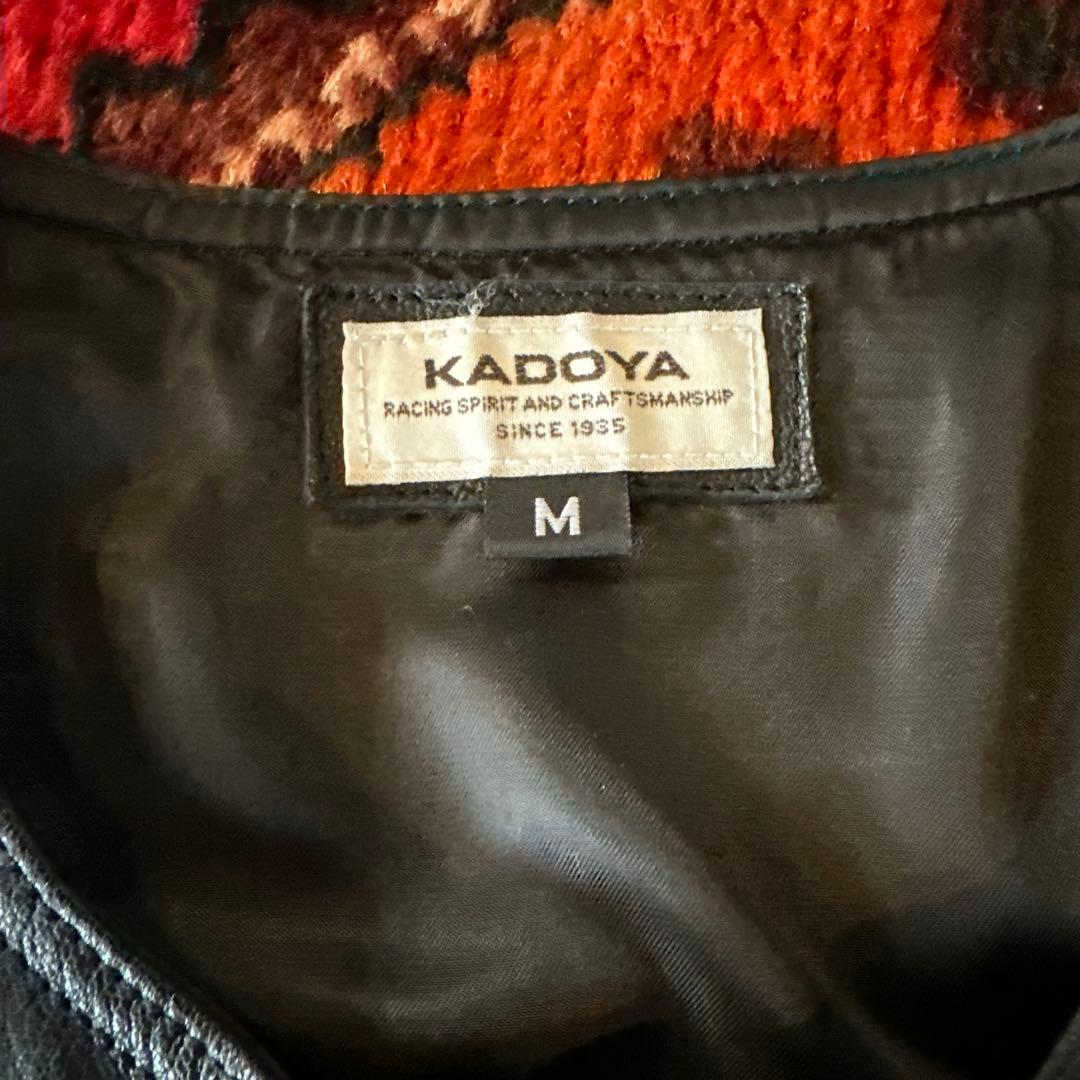 KADOYA
RACING SPIRIT AND CRAFTSMANSHIP
SINCE 1935
M